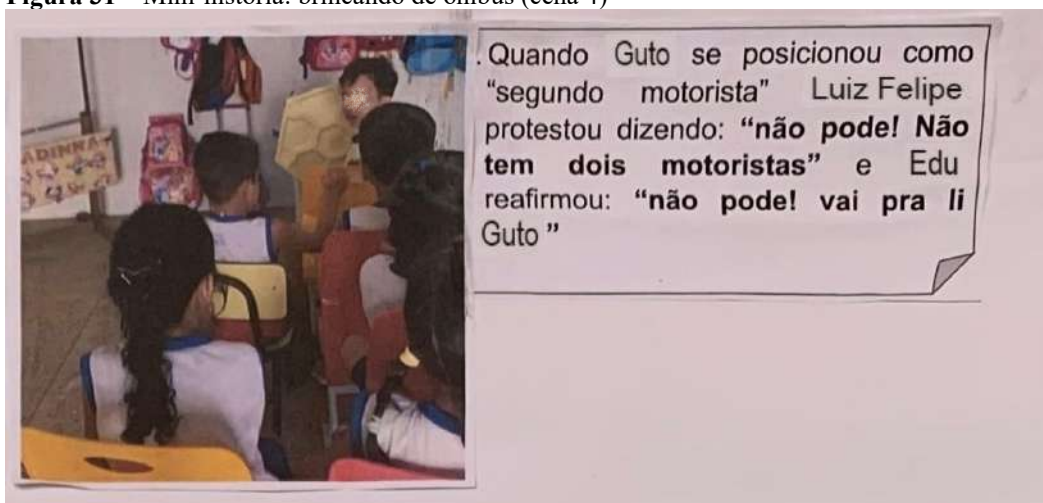 Figura 31 – Mini-história: brincando de ônibus (cena 4)
. Quando Guto se posicionou como
“segundo motorista” Luiz Felipe
protestou dizendo: “não pode! Não
tem dois motoristas” e Edu
reafirmou: “não pode! vai pra li
Guto ”
ADINHA